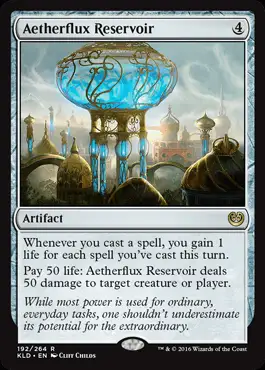 Aetherflux Reservoir 4
Artifact
Whenever you cast a spell, you gain 1
life for each spell you've cast this turn.
Pay 50 life: Aetherflux Reservoir deals
50 damage to target creature or player.
While most power is used for ordinary,
everyday tasks, one shouldn't underestimate
its potential for the extraordinary.
192/264 R
KLD • EN Cliff Childs
™ & © 2016 Wizards of the Coast